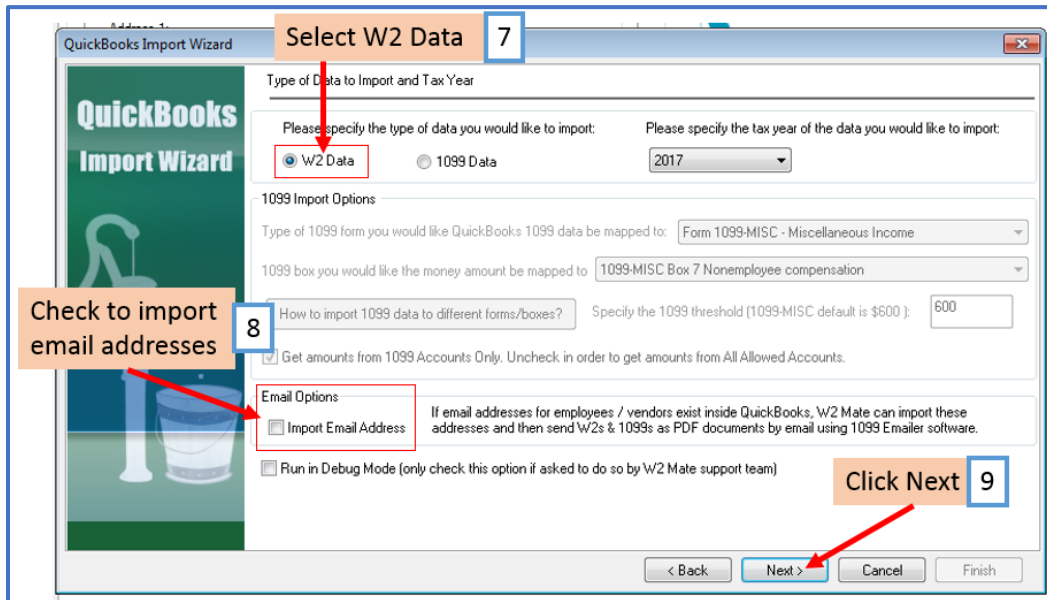 Address 1:
QuickBooks Import Wizard
Select W2 Data 7
Type of Data to Import and Tax Year
QuickBooks
Import Wizard
Please specify the type of data you would like to import:
Please specify the tax year of the data you would like to import:
W2 Data
1099 Data
2017
1099 Import Options
Type of 1099 form you would like QuickBooks 1099 data be mapped to:
Form 1099-MISC - Miscellaneous Income
1099 box you would like the money amount be mapped to
1099-MISC Box 7 Nonemployee compensation
Check to import
email addresses
8
How to import 1099 data to different forms/boxes?
Specify the 1099 threshold (1099-MISC default is $600 ):
600
Get amounts from 1099 Accounts Only. Uncheck in order to get amounts from All Allowed Accounts.
Email Options
Import Email Address
If email addresses for employees / vendors exist inside QuickBooks, W2 Mate can import these
addresses and then send W2s & 1099s as PDF documents by email using 1099 Emailer software.
Run in Debug Mode (only check this option if asked to do so by W2 Mate support team)
Click Next 9
< Back
Next >
Cancel
Finish